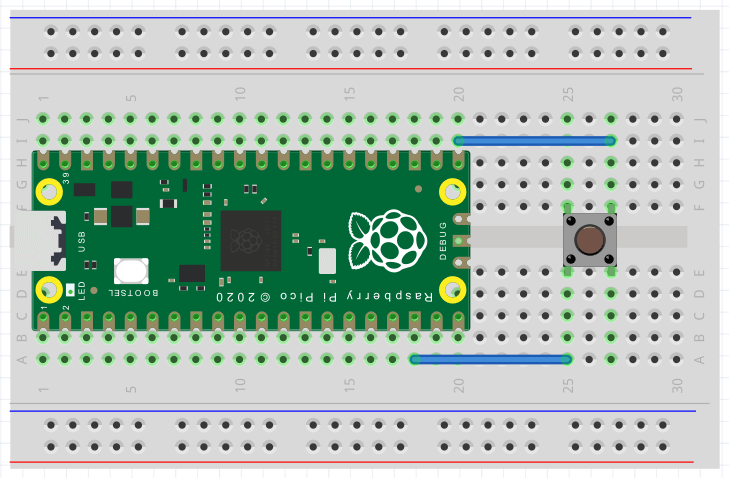 1 5 10 15 20 25 30
J J
I I
H H
G G
F F
39
USB
DEBUG
E E
D D
C C
B B
A A
LED
BOOTSEL
Raspberry Pi Pico © 2020
1
2
1 5 10 15 20 25 30